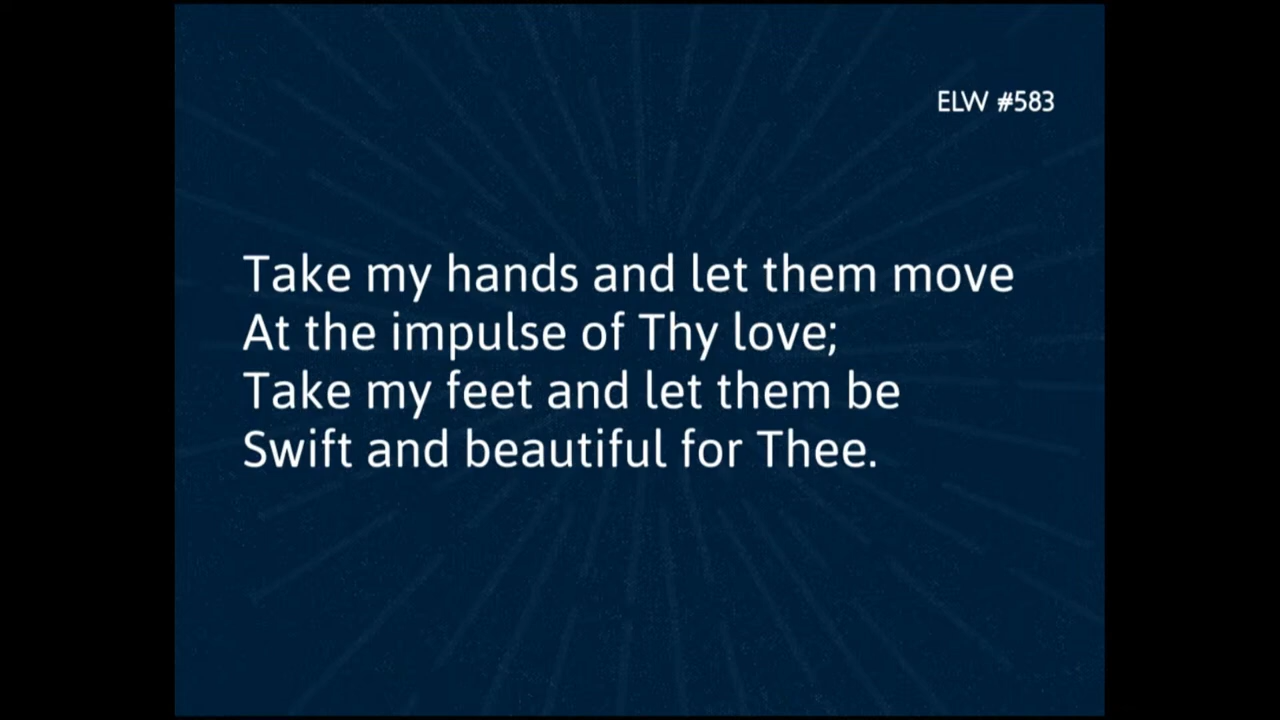 ELW #583
Take my hands and let them move
At the impulse of Thy love;
Take my feet and let them be
Swift and beautiful for Thee.